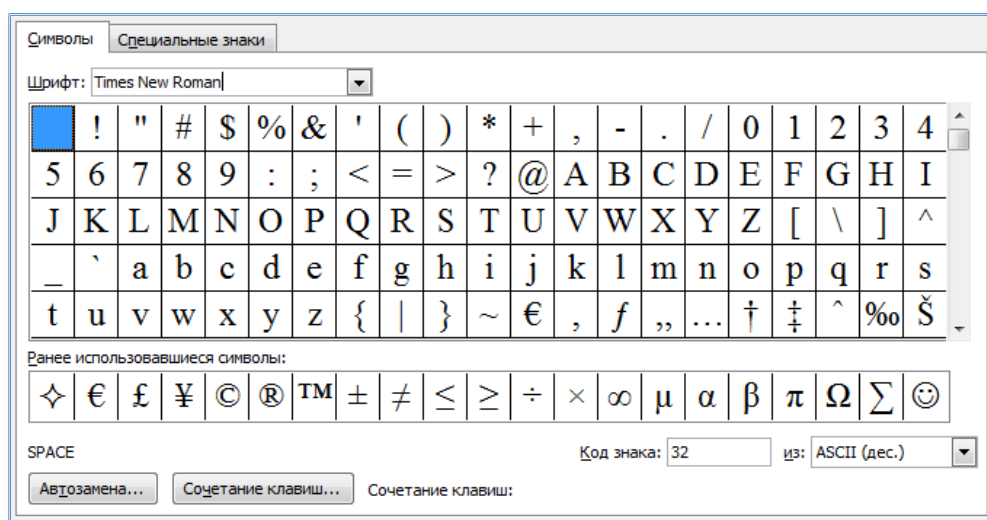 Символы Специальные знаки
Шрифт: Times New Roman
! " # $ % & ' ( ) * + , - . / 0 1 2 3 4
5 6 7 8 9 : ; < = > ? @ A B C D E F G H I
J K L M N O P Q R S T U V W X Y Z [ \ ] ^
_ ` a b c d e f g h i j k l m n o p q r s
t u v w x y z { | } ~ € ‚ ƒ „ … † ‡ ˆ ‰ Š
Ранее использовавшиеся символы:
✧ € £ ¥ © ® ™ ± ≠ ≤ ≥ ÷ × ∞ µ α β π Ω ∑ ☺
SPACE Код знака: 32 из: ASCII (дес.)
Автозамена... Сочетание клавиш... Сочетание клавиш: